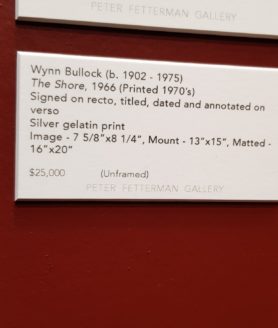 PETER FETTERMAN GALLERY
Wynn Bullock (b. 1902 - 1975)
The Shore, 1966 (Printed 1970's)
Signed on recto, titled, dated and annotated on
verso
Silver gelatin print
Image - 7 5/8"x8 1/4", Mount - 13"x15", Matted -
16"x20"
$25,000 (Unframed)
PETER FETTERMAN GALLERY